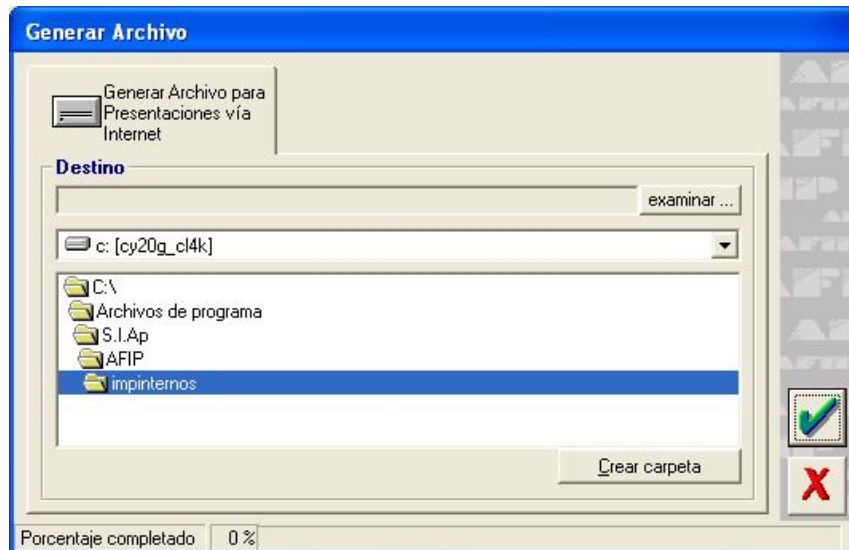 Generar Archivo
Generar Archivo para
Presentaciones vía
Internet
Destino
examinar ...
c: [cy20g_cl4k]
C:\
Archivos de programa
S.I.Ap
AFIP
impinternos
Crear carpeta
Porcentaje completado 0 %